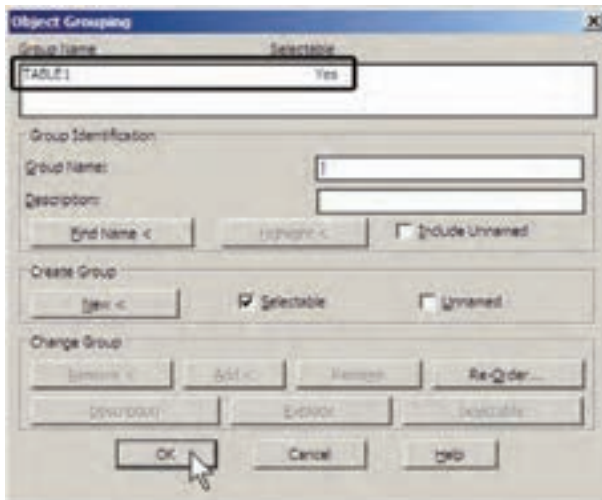 Object Grouping
Group Name Selectable
TABLE1 Yes
Group Identification
Group Name:
Description:
Find Name < Highlight < Include Unnamed
Create Group
New < Selectable Unnamed
Change Group
Remove < Add < Rename Re-Order...
Description Explode Selectable
OK Cancel Help